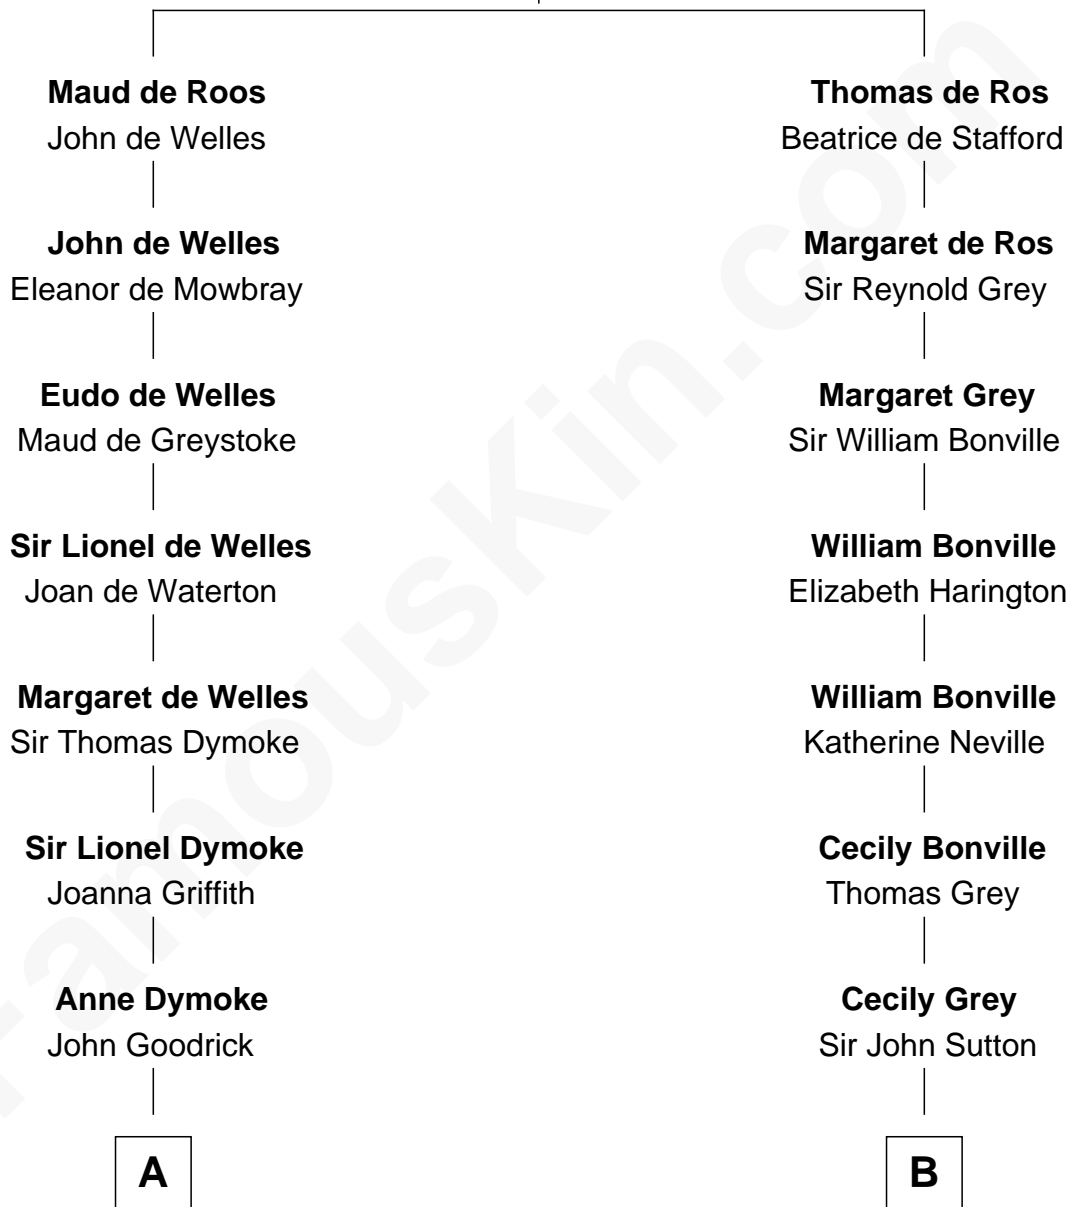 Maud de Roos
John de Welles
Thomas de Ros
Beatrice de Stafford
John de Welles
Eleanor de Mowbray
Margaret de Ros
Sir Reynold Grey
Eudo de Welles
Maud de Greystoke
Margaret Grey
Sir William Bonville
Sir Lionel de Welles
Joan de Waterton
William Bonville
Elizabeth Harington
Margaret de Welles
Sir Thomas Dymoke
William Bonville
Katherine Neville
Sir Lionel Dymoke
Joanna Griffith
Cecily Bonville
Thomas Grey
Anne Dymoke
John Goodrick
Cecily Grey
Sir John Sutton
A
B
FamousKin.com